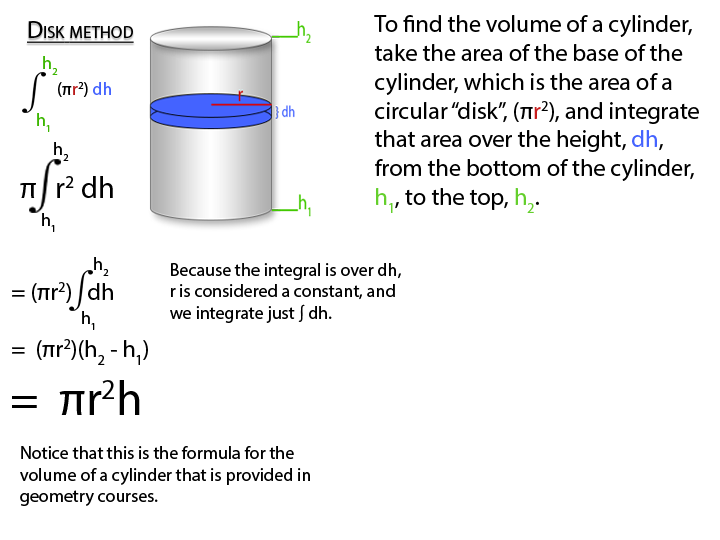 Disk method
∫ h₂ h₁ (πr²) dh
π∫ h₂ h₁ r² dh
h₂
r
} dh
h₁
To find the volume of a cylinder,
take the area of the base of the
cylinder, which is the area of a
circular “disk”, (πr²), and integrate
that area over the height, dh,
from the bottom of the cylinder,
h₁, to the top, h₂.
= (πr²)∫ h₂ h₁ dh
Because the integral is over dh,
r is considered a constant, and
we integrate just ∫ dh.
= (πr²)(h₂ - h₁)
= πr²h
Notice that this is the formula for the
volume of a cylinder that is provided in
geometry courses.